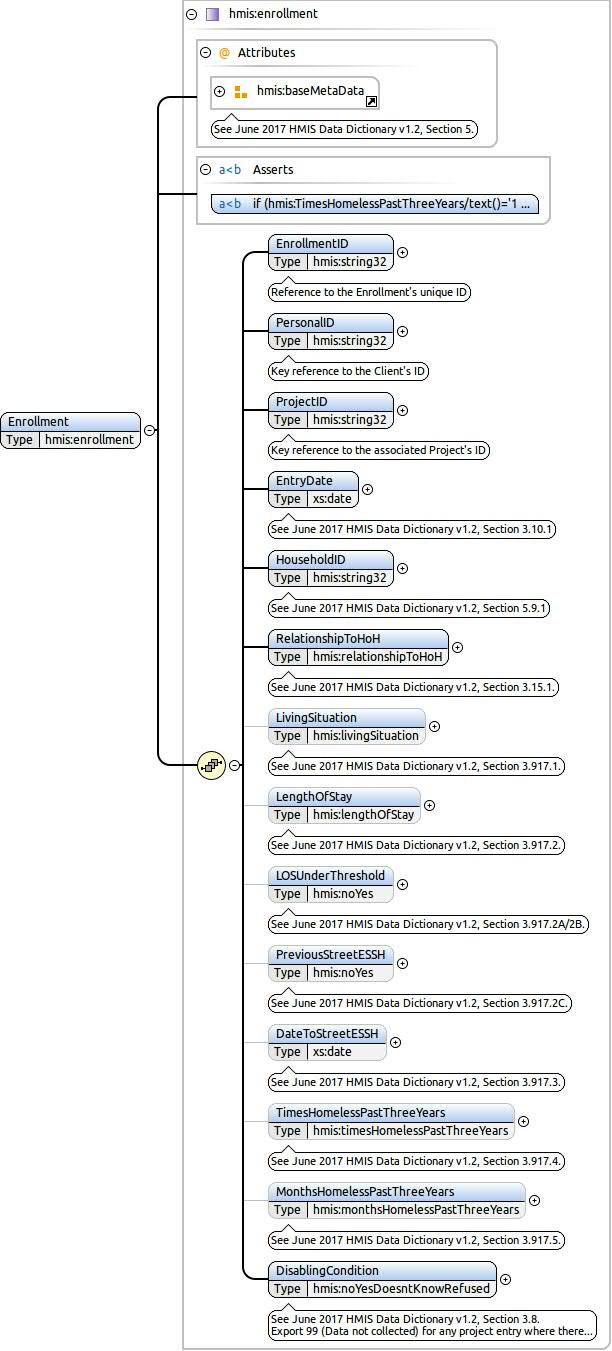 hmis:enrollment
@ Attributes
hmis:baseMetaData
See June 2017 HMIS Data Dictionary v1.2, Section 5.
a<b Asserts
a<b if (hmis:TimesHomelessPastThreeYears/text()='1 ...
EnrollmentID
Type hmis:string32
Reference to the Enrollment's unique ID
PersonalID
Type hmis:string32
Key reference to the Client's ID
ProjectID
Type hmis:string32
Enrollment
Type hmis:enrollment
Key reference to the associated Project's ID
EntryDate
Type xs:date
See June 2017 HMIS Data Dictionary v1.2, Section 3.10.1
HouseholdID
Type hmis:string32
See June 2017 HMIS Data Dictionary v1.2, Section 5.9.1
RelationshipToHoH
Type hmis:relationshipToHoH
See June 2017 HMIS Data Dictionary v1.2, Section 3.15.1.
LivingSituation
Type hmis:livingSituation
See June 2017 HMIS Data Dictionary v1.2, Section 3.917.1.
LengthOfStay
Type hmis:lengthOfStay
See June 2017 HMIS Data Dictionary v1.2, Section 3.917.2.
LOSUnderThreshold
Type hmis:noYes
See June 2017 HMIS Data Dictionary v1.2, Section 3.917.2A/2B.
PreviousStreetESSH
Type hmis:noYes
See June 2017 HMIS Data Dictionary v1.2, Section 3.917.2C.
DateToStreetESSH
Type xs:date
See June 2017 HMIS Data Dictionary v1.2, Section 3.917.3.
TimesHomelessPastThreeYears
Type hmis:timesHomelessPastThreeYears
See June 2017 HMIS Data Dictionary v1.2, Section 3.917.4.
MonthsHomelessPastThreeYears
Type hmis:monthsHomelessPastThreeYears
See June 2017 HMIS Data Dictionary v1.2, Section 3.917.5.
DisablingCondition
Type hmis:noYesDoesntKnowRefused
See June 2017 HMIS Data Dictionary v1.2, Section 3.8.
Export 99 (Data not collected) for any project entry where there...